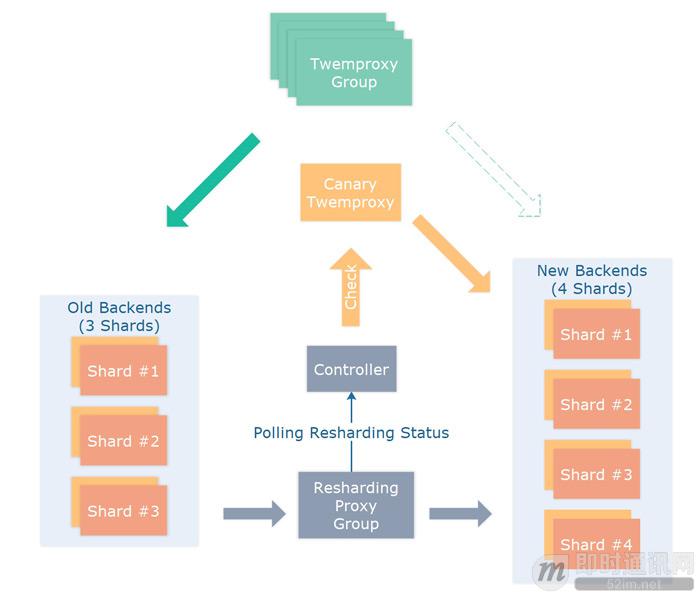 Twemproxy
Group
Canary
Twemproxy
Check
Old Backends
(3 Shards)
Shard #1
Shard #2
Shard #3
Controller
Polling Resharding Status
Resharding
Proxy
Group
New Backends
(4 Shards)
Shard #1
Shard #2
Shard #3
Shard #4
即时通讯网
52im.net